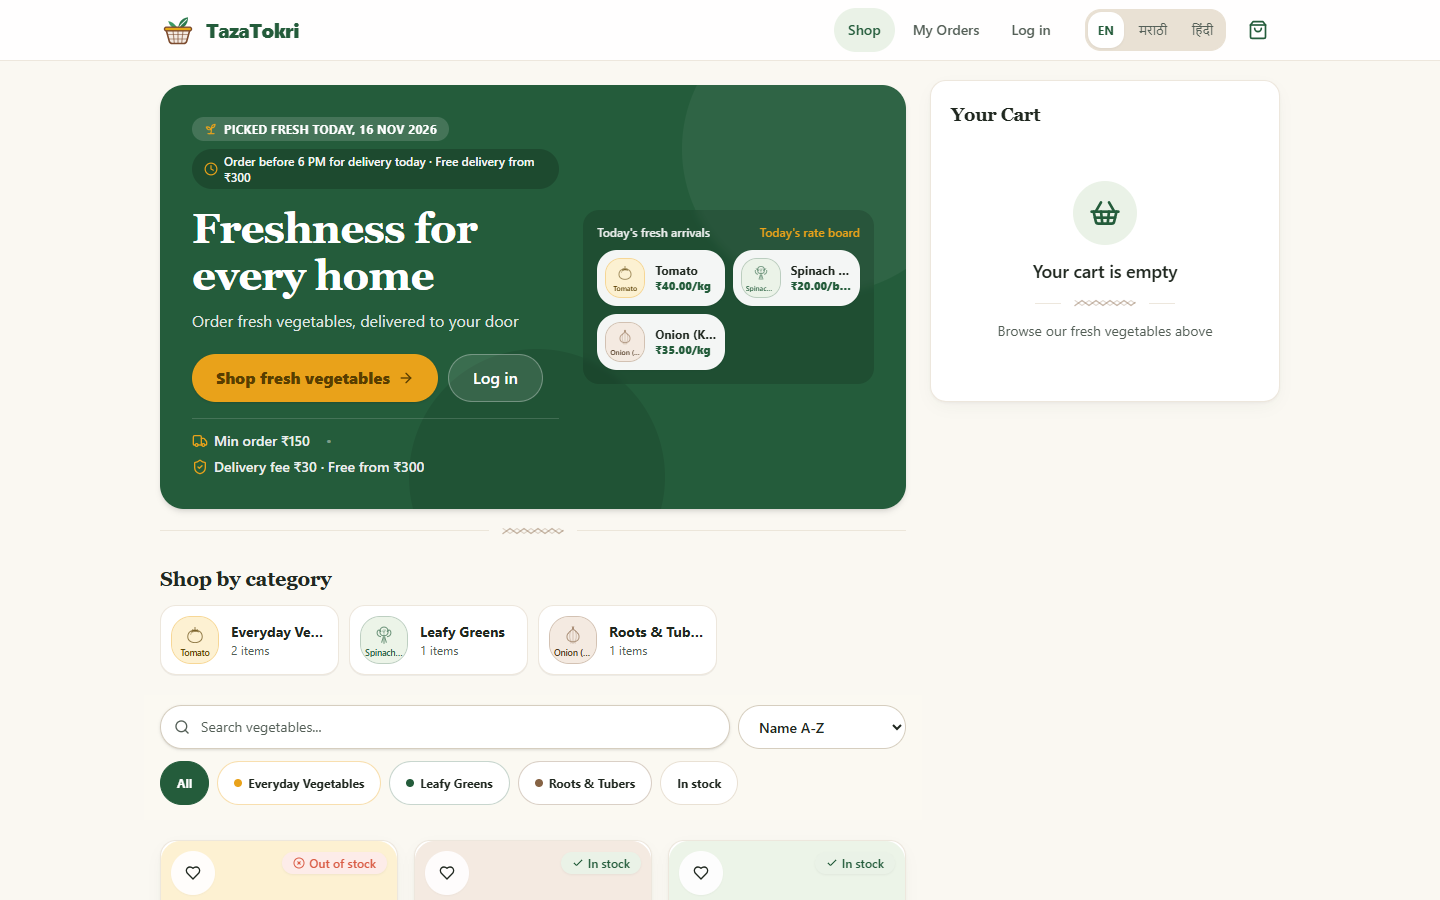 TazaTokri
Shop
My Orders
Log in
EN
मराठी
हिंदी
PICKED FRESH TODAY, 16 NOV 2026
Order before 6 PM for delivery today · Free delivery from
₹300
Freshness for
every home
Order fresh vegetables, delivered to your door
Shop fresh vegetables
Log in
Min order ₹150
Delivery fee ₹30 · Free from ₹300
Today's fresh arrivals
Today's rate board
Tomato
Tomato
₹40.00/kg
Spinac...
Spinach ...
₹20.00/b...
Onion (...
Onion (K...
₹35.00/kg
Your Cart
Your cart is empty
Browse our fresh vegetables above
Shop by category
Tomato
Everyday Ve...
2 items
Spinach...
Leafy Greens
1 items
Onion (...
Roots & Tub...
1 items
Search vegetables...
Name A-Z
All
Everyday Vegetables
Leafy Greens
Roots & Tubers
In stock
Out of stock
In stock
In stock